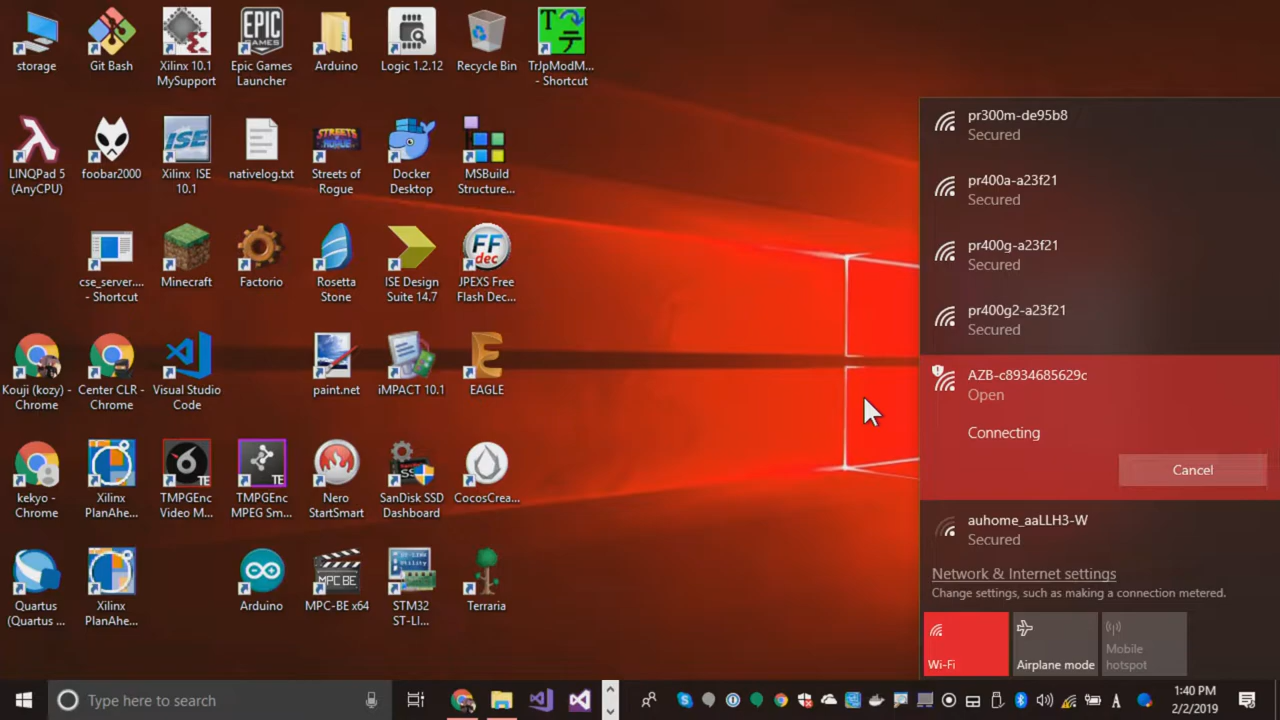 storage
Git Bash
Xilinx 10.1
MySupport
Epic Games
Launcher
Arduino
Logic 1.2.12
Recycle Bin
TrJpModM...
- Shortcut
EPIC
GAMES
LINQPad 5
(AnyCPU)
foobar2000
ISE
Xilinx ISE
10.1
nativelog.txt
STREETS
ROGUE
Streets of
Rogue
Docker
Desktop
MSBuild
Structure...
cse_server....
- Shortcut
Minecraft
Factorio
Rosetta
Stone
ISE Design
Suite 14.7
FF
dec
JPEXS Free
Flash Dec...
Kouji (kozy) -
Chrome
Center CLR -
Chrome
Visual Studio
Code
paint.net
iMPACT 10.1
EAGLE
kekyo -
Chrome
Xilinx
PlanAhe...
TE
TMPGEnc
Video M...
TE
TMPGEnc
MPEG Sm...
Nero
StartSmart
SanDisk SSD
Dashboard
CocosCrea...
Quartus
(Quartus ...
Xilinx
PlanAhe...
Arduino
MPC BE
MPC-BE x64
STM32
ST-LI...
Terraria
pr300m-de95b8
Secured
pr400a-a23f21
Secured
pr400g-a23f21
Secured
pr400g2-a23f21
Secured
AZB-c8934685629c
Open
Connecting
Cancel
auhome_aaLLH3-W
Secured
Network & Internet settings
Change settings, such as making a connection metered.
Wi-Fi
Airplane mode
Mobile
hotspot
Type here to search
A
1:40 PM
2/2/2019